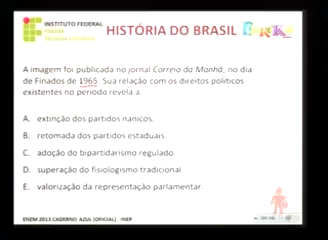 INSTITUTO FEDERAL
HISTÓRIA DO BRASIL
A imagem foi publicada no jornal Correio da Manhã, no dia
de Finados de 1965. Sua relação com os direitos políticos
existentes no período revela a
A. extinção dos partidos nanicos.
B. retomada dos partidos estaduais.
C. adoção do bipartidarismo regulado
D. superação do fisiologismo tradicional
E. valorização da representação parlamentar.
ENEM 2013 CADERNO AZUL (OFICIAL) - INEP